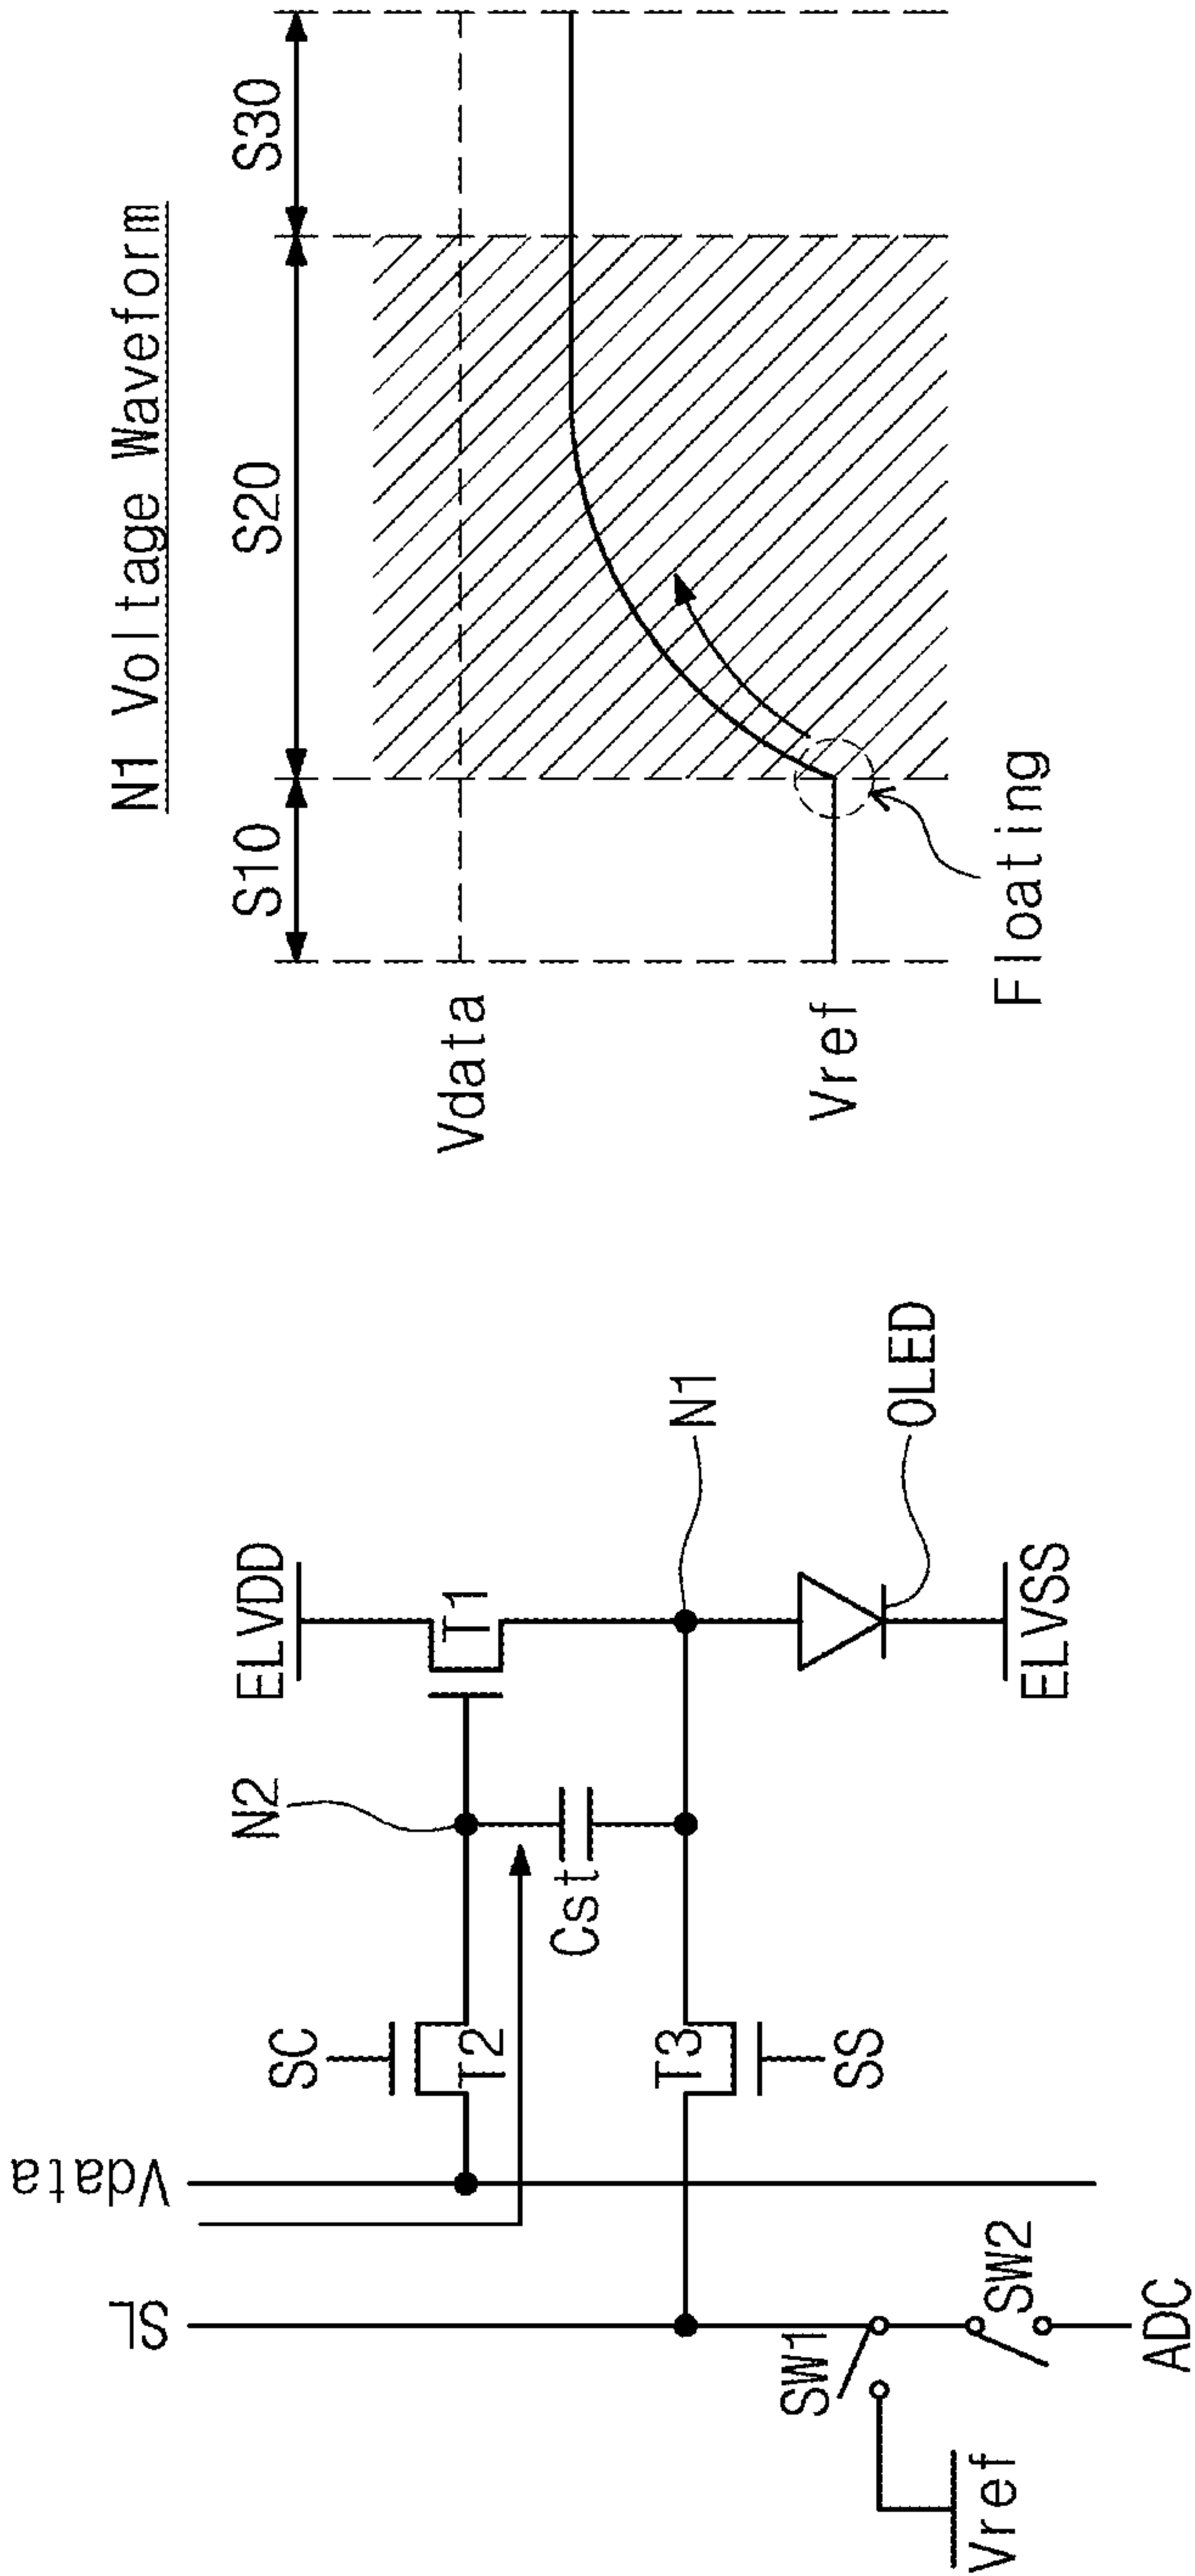 SL
Vdata
SC
T2
N2
ELVDD
T1
Cst
T3
SS
N1
OLED
ELVSS
SW1
SW2
Vref
ADC
N1 Voltage Waveform
S10
S20
S30
Vdata
Vref
Floating